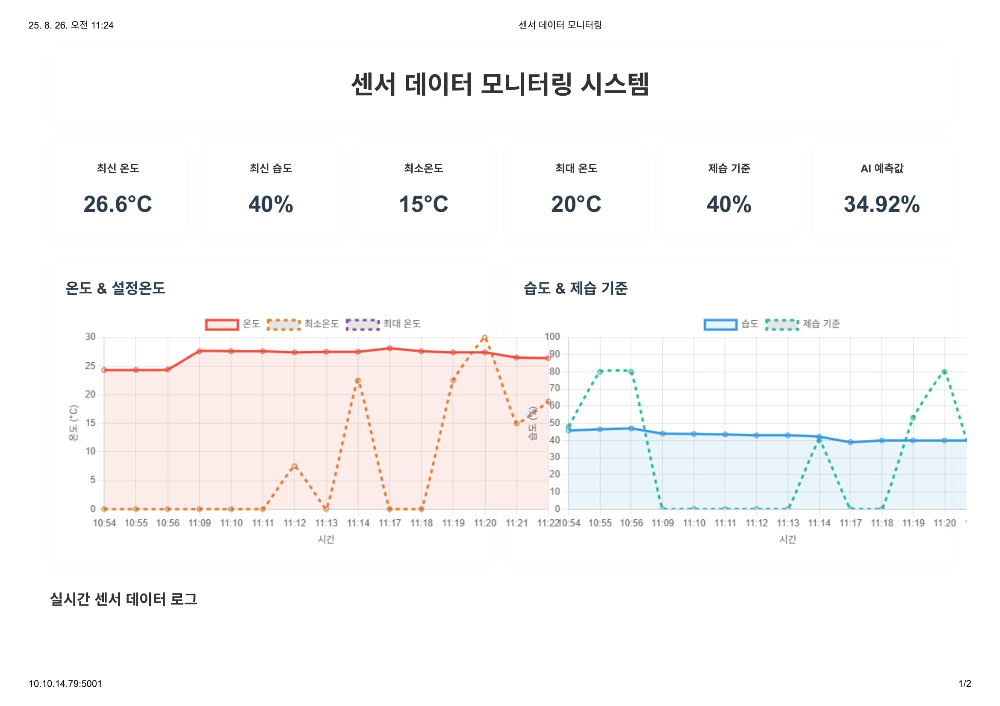 25. 8. 26. 오전 11:24
센서 데이터 모니터링
센서 데이터 모니터링 시스템
최신 온도
26.6°C
최신 습도
40%
최소온도
15°C
최대 온도
20°C
제습 기준
40%
AI 예측값
34.92%
온도 & 설정온도
온도 최소온도 최대 온도
30
25
20
15
10
5
0
온도 (°C)
10:54 10:55 10:56 11:09 11:10 11:11 11:12 11:13 11:14 11:17 11:18 11:19 11:20 11:21 11:22
시간
습도 & 제습 기준
습도 제습 기준
100
90
80
70
60
50
40
30
20
10
0
습도 (%)
10:54 10:55 10:56 11:09 11:10 11:11 11:12 11:13 11:14 11:17 11:18 11:19 11:20
시간
실시간 센서 데이터 로그
10.10.14.79:5001
1/2